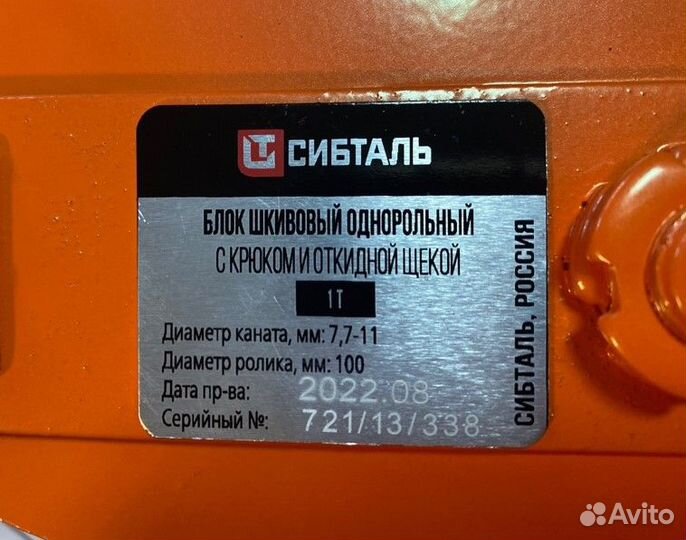 СИБТАЛЬ
БЛОК ШКИВОВЫЙ ОДНОРОЛЬНЫЙ
С КРЮКОМ И ОТКИДНОЙ ЩЕКОЙ
1Т
Диаметр каната, мм: 7,7-11
Диаметр ролика, мм: 100
Дата пр-ва: 2022.08
Серийный №: 721/13/338
СИБТАЛЬ, РОССИЯ
Avito